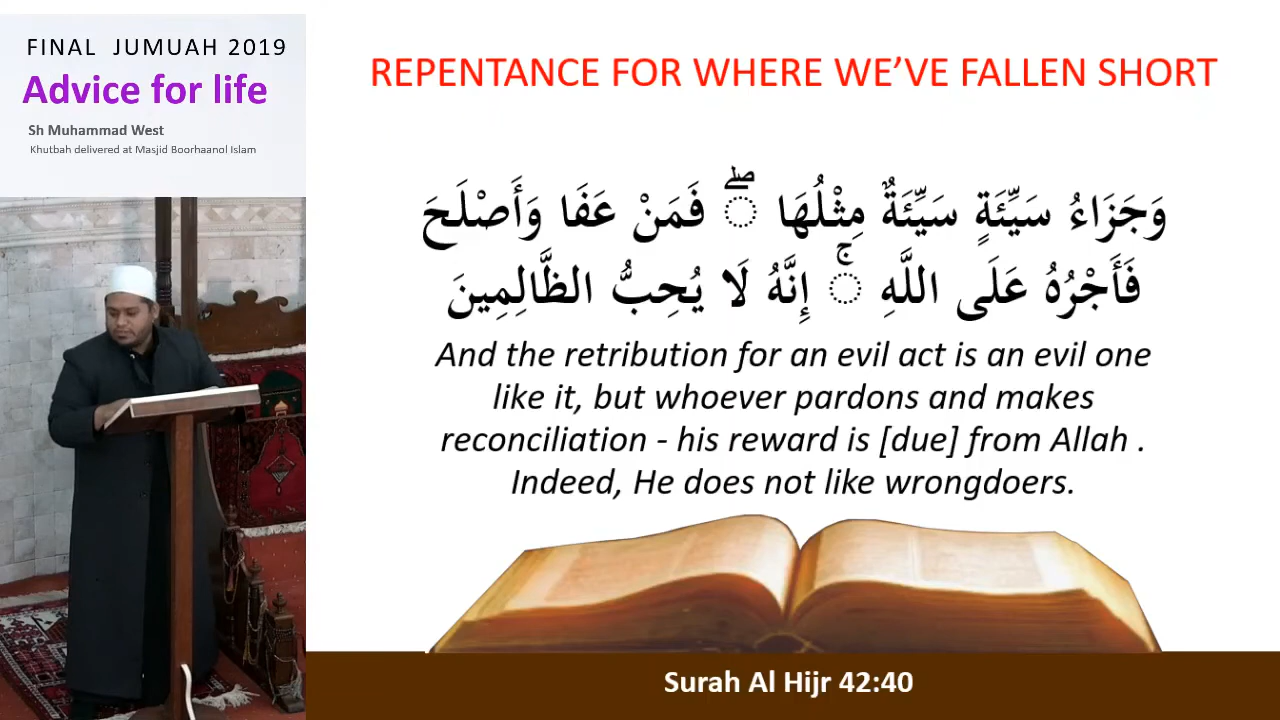 FINAL JUMUAH 2019
Advice for life
Sh Muhammad West
Khutbah delivered at Masjid Boorhaanol Islam
REPENTANCE FOR WHERE WE’VE FALLEN SHORT
وَجَزَاءُ سَيِّئَةٍ سَيِّئَةٌ مِثْلُهَا ۖ فَمَنْ عَفَا وَأَصْلَحَ
فَأَجْرُهُ عَلَى اللَّهِ ۚ إِنَّهُ لَا يُحِبُّ الظَّالِمِينَ
And the retribution for an evil act is an evil one
like it, but whoever pardons and makes
reconciliation - his reward is [due] from Allah .
Indeed, He does not like wrongdoers.
Surah Al Hijr 42:40